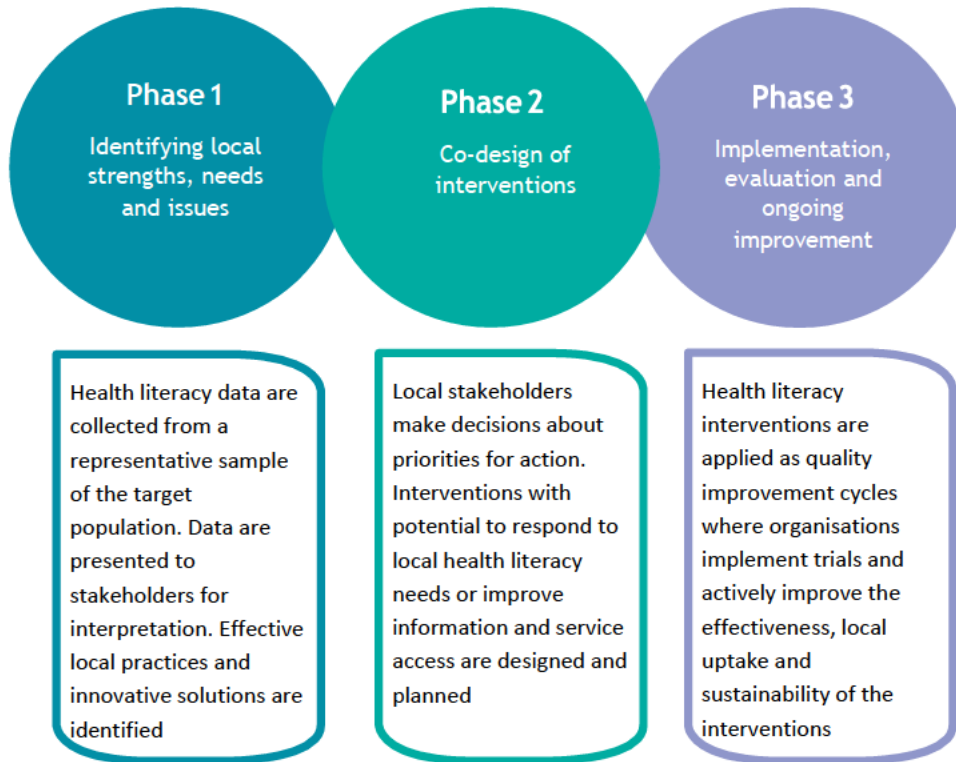 Phase 1
Identifying local
strengths, needs
and issues
Phase 2
Co-design of
interventions
Phase 3
Implementation,
evaluation and
ongoing
improvement
Health literacy data are
collected from a
representative sample
of the target
population. Data are
presented to
stakeholders for
interpretation. Effective
local practices and
innovative solutions are
identified
Local stakeholders
make decisions about
priorities for action.
Interventions with
potential to respond to
local health literacy
needs or improve
information and service
access are designed and
planned
Health literacy
interventions are
applied as quality
improvement cycles
where organisations
implement trials and
actively improve the
effectiveness, local
uptake and
sustainability of the
interventions